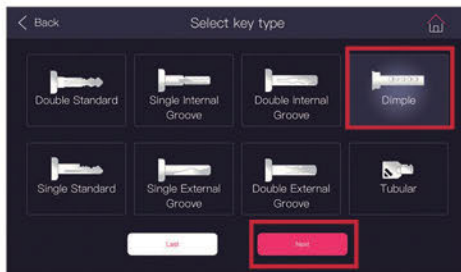 Back
Select key type
Double Standard
Single Internal
Groove
Double Internal
Groove
Dimple
Single Standard
Single External
Groove
Double External
Groove
Tubular
Last
Next